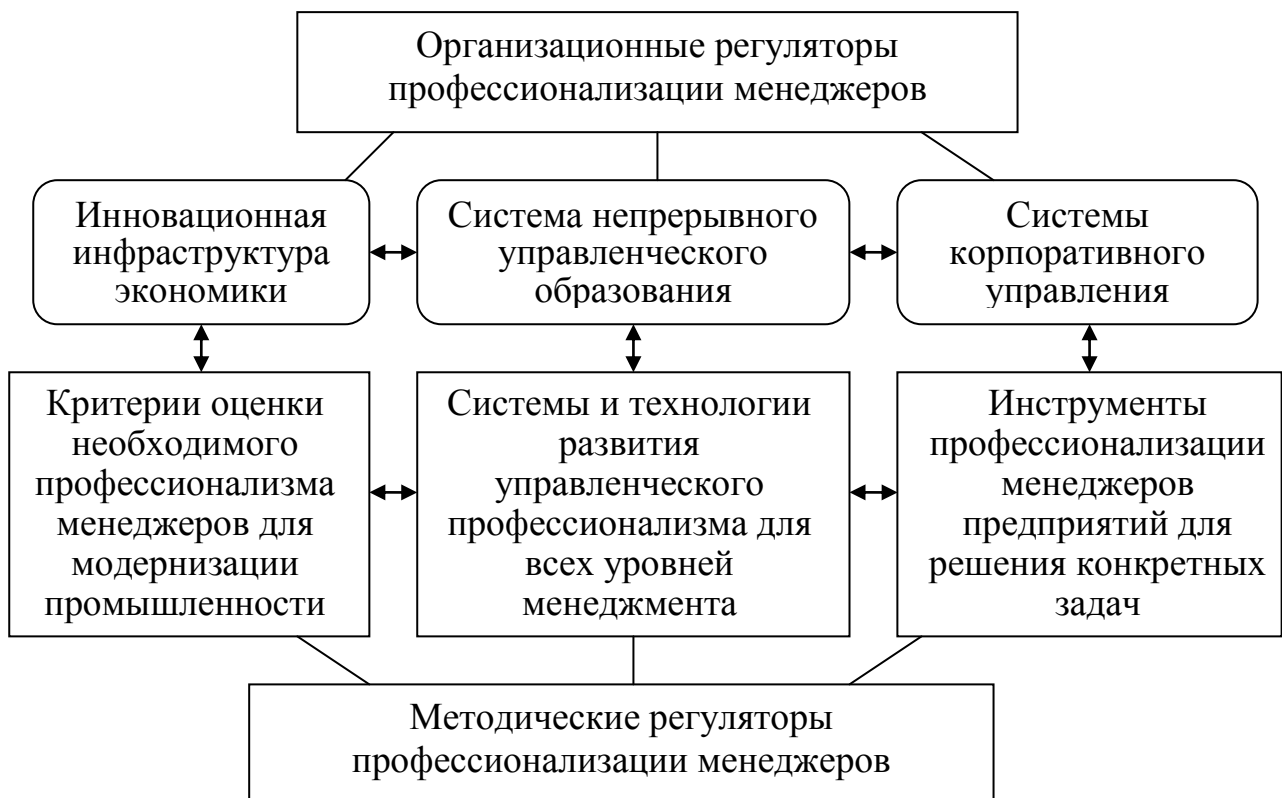 Организационные регуляторы
профессионализации менеджеров
Инновационная
инфраструктура
экономики
Система непрерывного
управленческого
образования
Системы
корпоративного
управления
Критерии оценки
необходимого
профессионализма
менеджеров для
модернизации
промышленности
Системы и технологии
развития
управленческого
профессионализма для
всех уровней
менеджмента
Инструменты
профессионализации
менеджеров
предприятий для
решения конкретных
задач
Методические регуляторы
профессионализации менеджеров